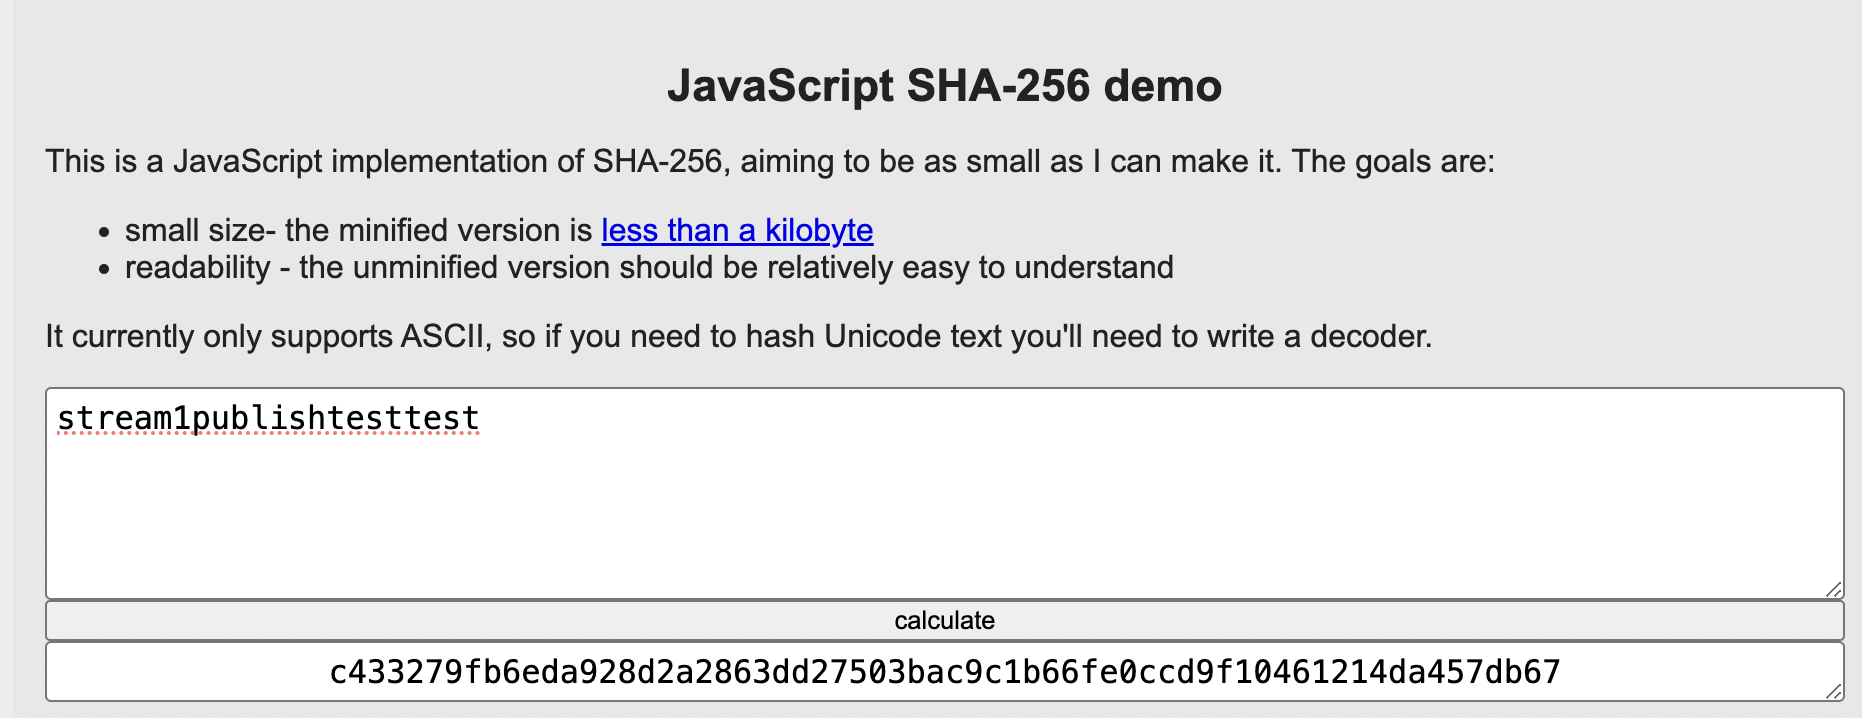 JavaScript SHA-256 demo
This is a JavaScript implementation of SHA-256, aiming to be as small as I can make it. The goals are:
• small size- the minified version is less than a kilobyte
• readability - the unminified version should be relatively easy to understand
It currently only supports ASCII, so if you need to hash Unicode text you'll need to write a decoder.
stream1publishtesttest
calculate
c433279fb6eda928d2a2863dd27503bac9c1b66fe0ccd9f10461214da457db67